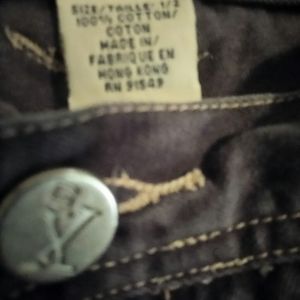 SIZE/TAILLE: 1/2
100% COTTON/
COTON
MADE IN/
FABRIQUE EN
HONG KONG
RN 91549